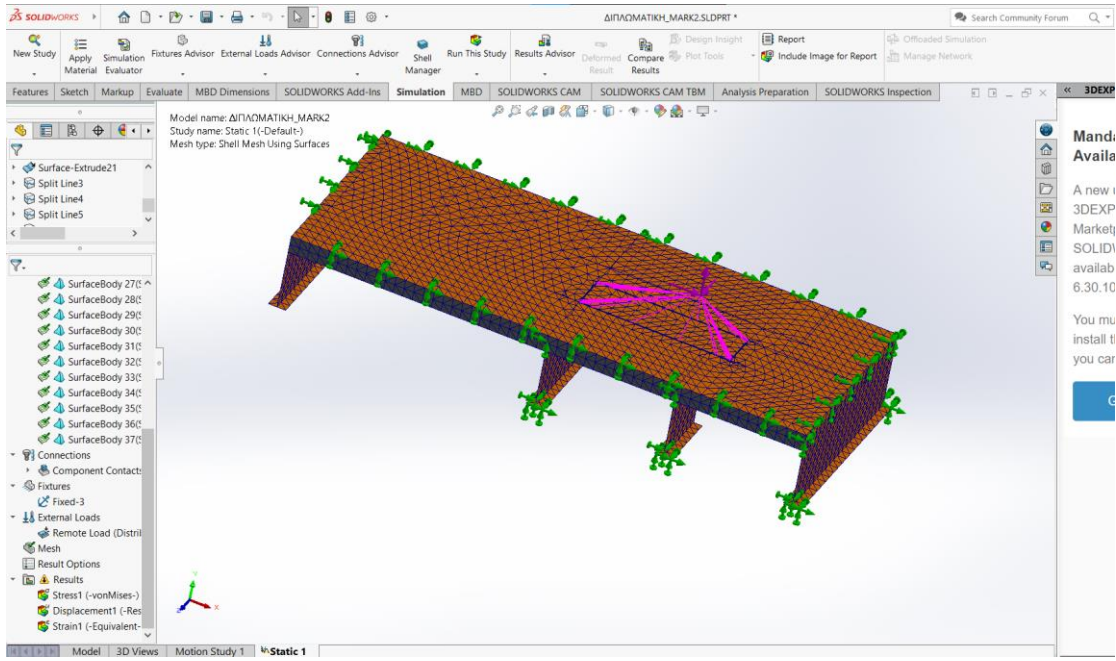 3S SOLIDWORKS
ΔΙΠΛΩΜΑΤΙΚΗ_MARK2.SLDPRT *
Search Community Forum
New Study
Apply Material
Simulation Evaluator
Fixtures Advisor
External Loads Advisor
Connections Advisor
Shell Manager
Run This Study
Results Advisor
Deformed Result
Compare Results
Design Insight
Plot Tools
Report
Include Image for Report
Offloaded Simulation
Manage Network
Features Sketch Markup Evaluate MBD Dimensions SOLIDWORKS Add-Ins Simulation MBD SOLIDWORKS CAM SOLIDWORKS CAM TBM Analysis Preparation SOLIDWORKS Inspection
3DEXP
Model name: ΔΙΠΛΩΜΑΤΙΚΗ_MARK2
Study name: Static 1(-Default-)
Mesh type: Shell Mesh Using Surfaces
Surface-Extrude21
Split Line3
Split Line4
Split Line5
SurfaceBody 27(S
SurfaceBody 28(S
SurfaceBody 29(S
SurfaceBody 30(S
SurfaceBody 31(S
SurfaceBody 32(S
SurfaceBody 33(S
SurfaceBody 34(S
SurfaceBody 35(S
SurfaceBody 36(S
SurfaceBody 37(S
Connections
Component Contacts
Fixtures
Fixed-3
External Loads
Remote Load (Distrib
Mesh
Result Options
Results
Stress1 (-vonMises-)
Displacement1 (-Res
Strain1 (-Equivalent-
Y
X
Z
Manda
Availa
A new u
3DEXP
Marketp
SOLIDW
availab
6.30.10
You mu
install t
you car
G
Model 3D Views Motion Study 1 Static 1